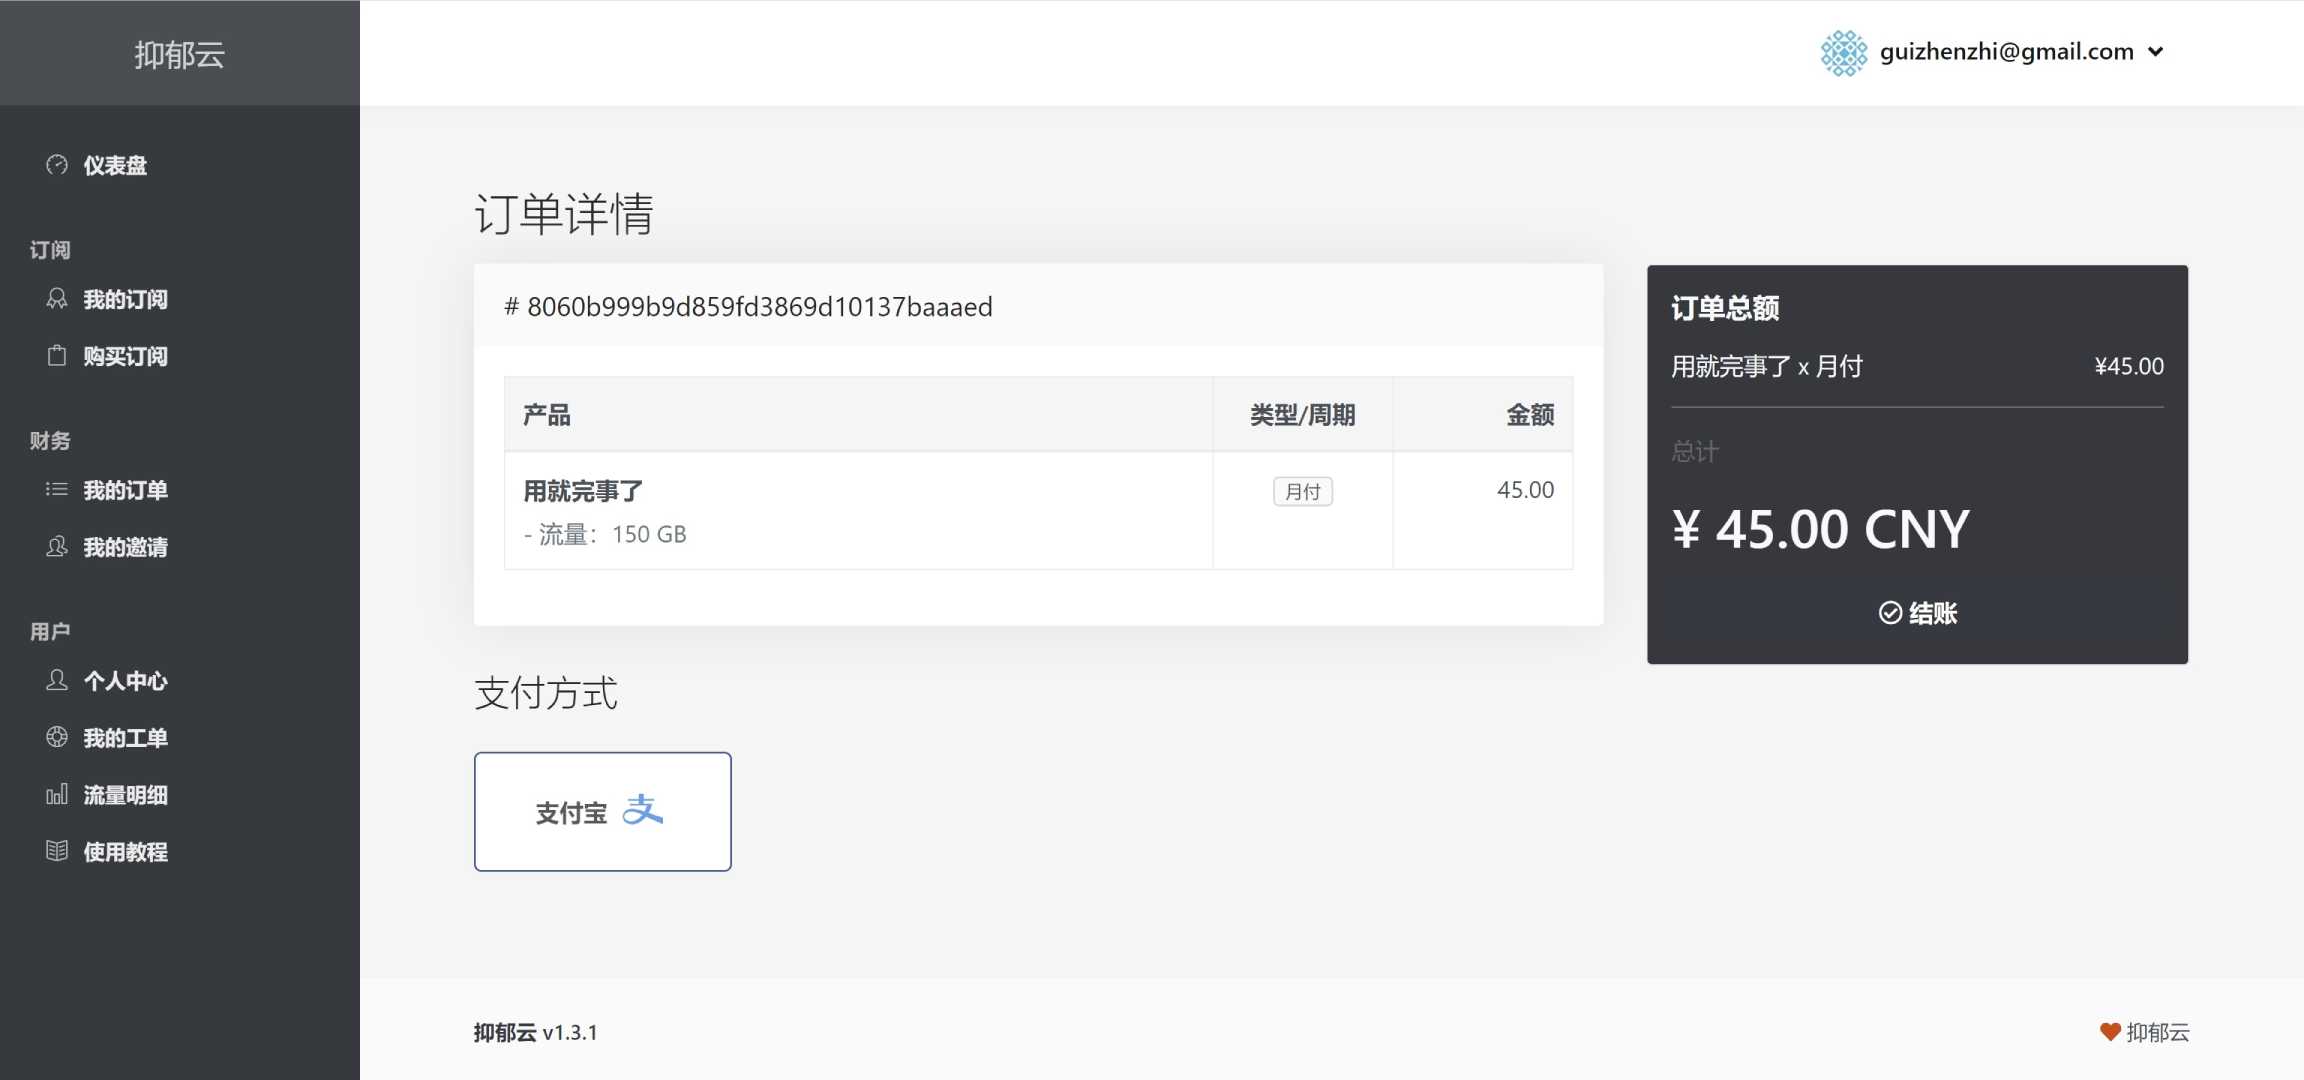 抑郁云
guizhenzhi@gmail.com
仪表盘
订阅
我的订阅
购买订阅
财务
我的订单
我的邀请
用户
个人中心
我的工单
流量明细
使用教程
订单详情
# 8060b999b9d859fd3869d10137baaaed
产品 类型/周期 金额
用就完事了 月付 45.00
- 流量：150 GB
支付方式
支付宝 支
订单总额
用就完事了 x 月付 ¥45.00
总计
¥ 45.00 CNY
结账
抑郁云 v1.3.1
抑郁云